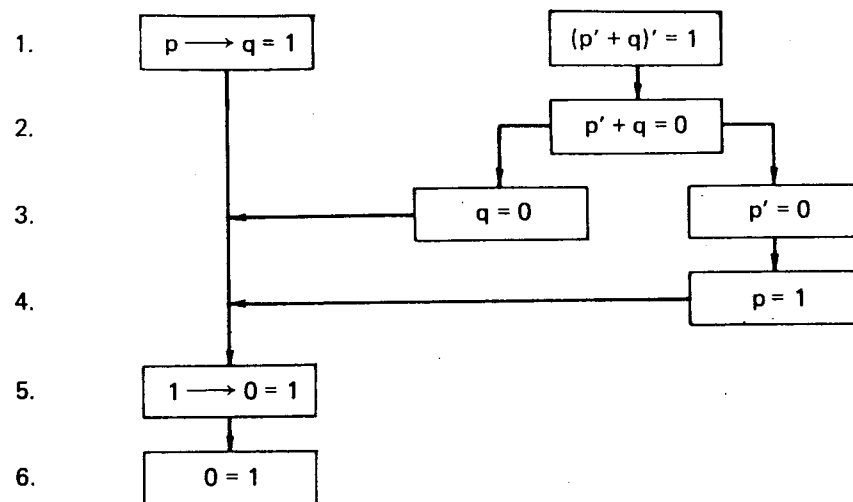 1. p ⟶ q = 1 (p′ + q)′ = 1
2. p′ + q = 0
3. q = 0 p′ = 0
4. p = 1
5. 1 ⟶ 0 = 1
6. 0 = 1